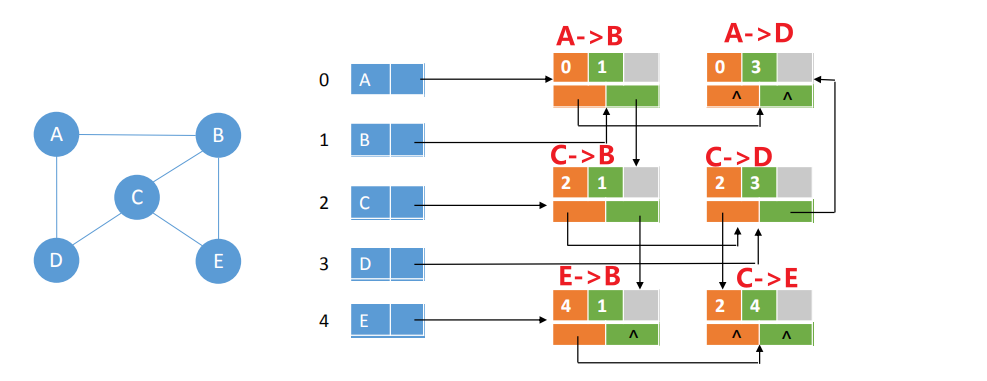 A->B A->D
0 A 0 1 0 3
^ ^
A B
1 B
C->B C->D
C 2 C 2 1 2 3
D E
3 D
E->B C->E
4 E 4 1 2 4
^ ^ ^